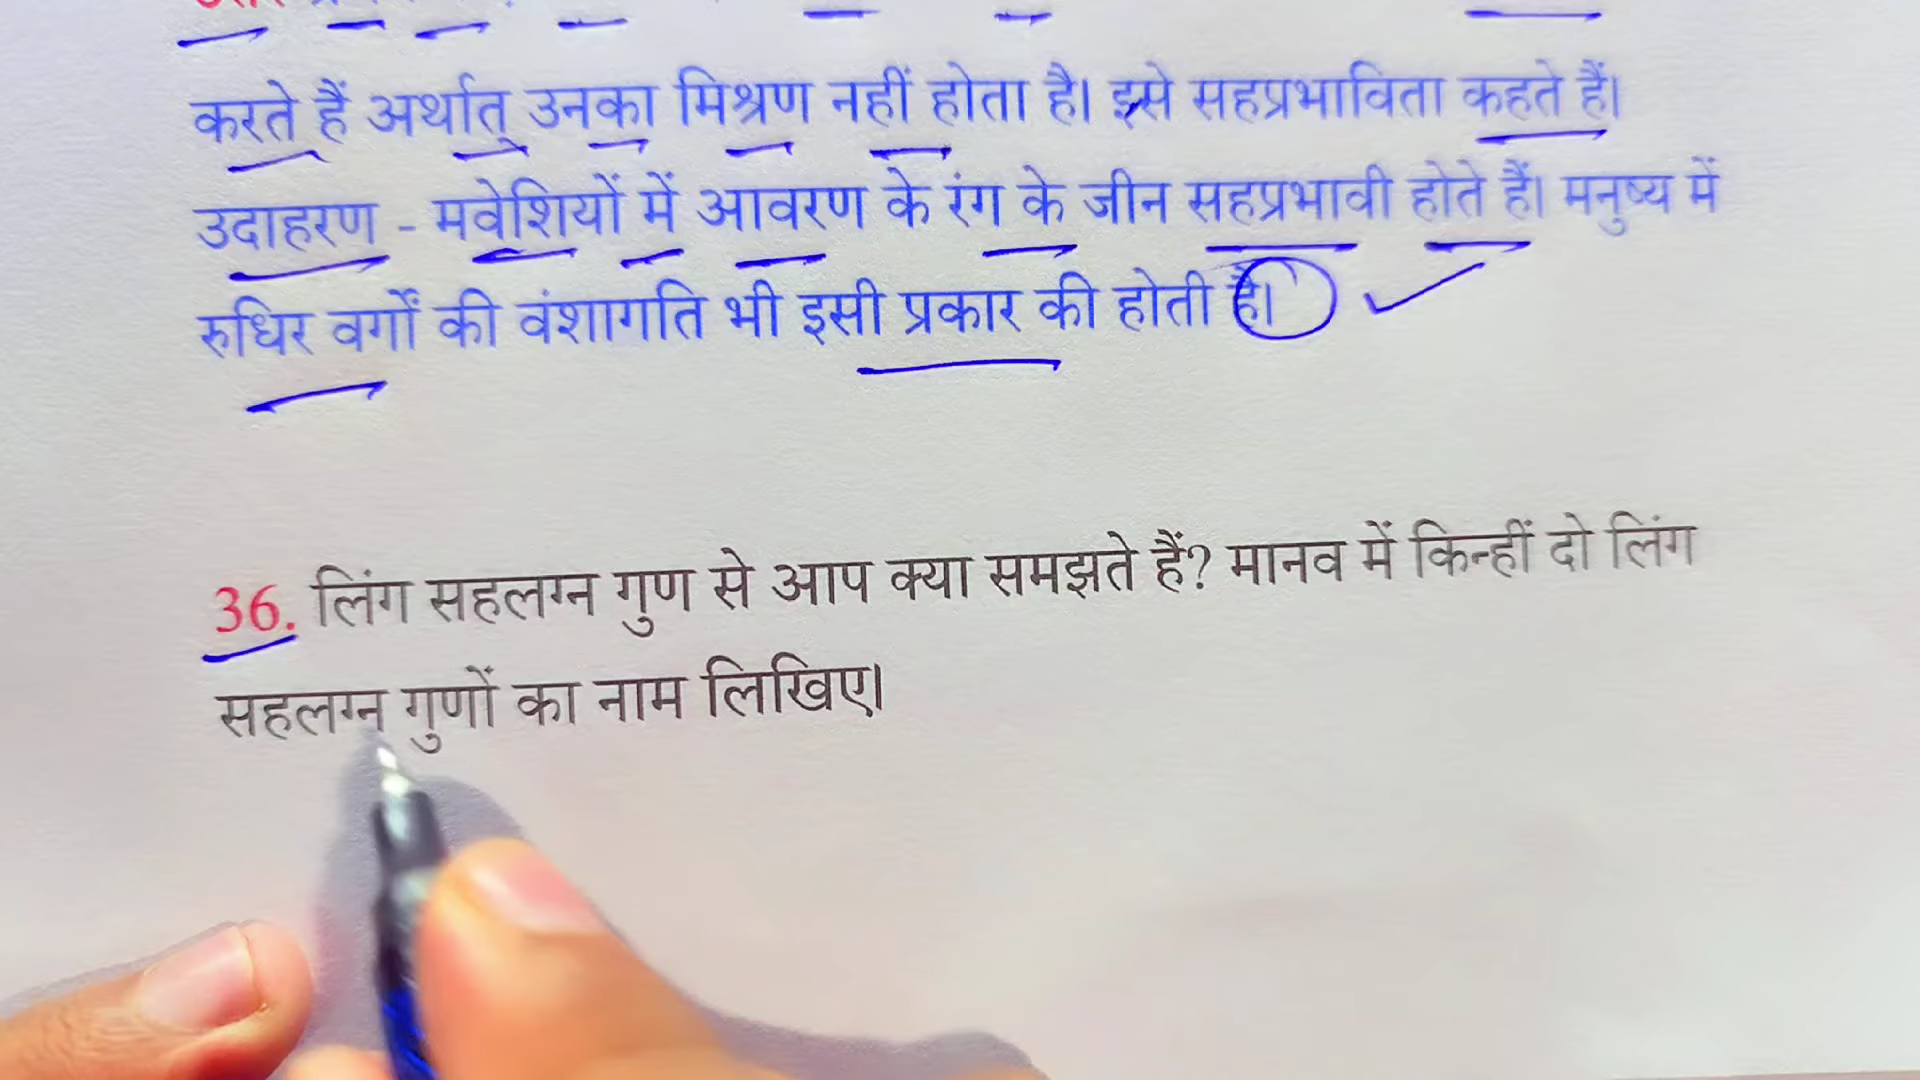 करते हैं अर्थात् उनका मिश्रण नहीं होता है। इसे सहप्रभाविता कहते हैं।
उदाहरण - मवेशियों में आवरण के रंग के जीन सहप्रभावी होते हैं। मनुष्य में
रुधिर वर्गों की वंशागति भी इसी प्रकार की होती है।
36. लिंग सहलग्न गुण से आप क्या समझते हैं? मानव में किन्हीं दो लिंग
सहलग्न गुणों का नाम लिखिए।